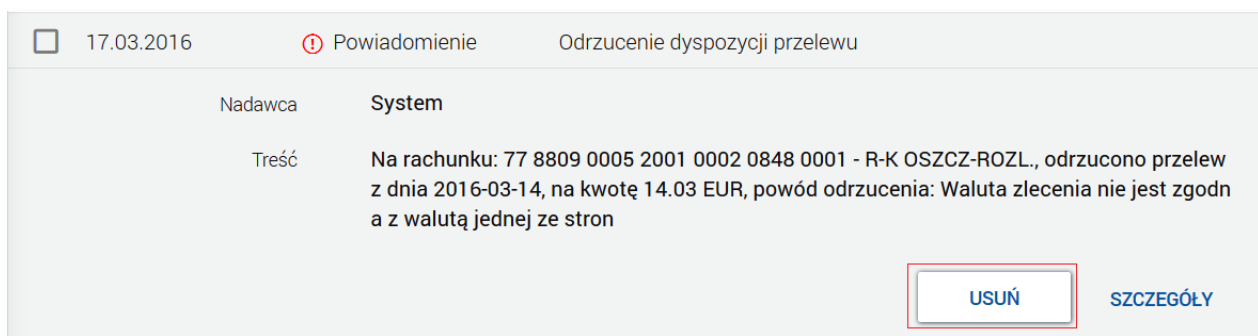 17.03.2016 Powiadomienie Odrzucenie dyspozycji przelewu
Nadawca System
Treść Na rachunku: 77 8809 0005 2001 0002 0848 0001 - R-K OSZCZ-ROZL., odrzucono przelew
z dnia 2016-03-14, na kwotę 14.03 EUR, powód odrzucenia: Waluta zlecenia nie jest zgodn
a z walutą jednej ze stron
USUŃ SZCZEGÓŁY